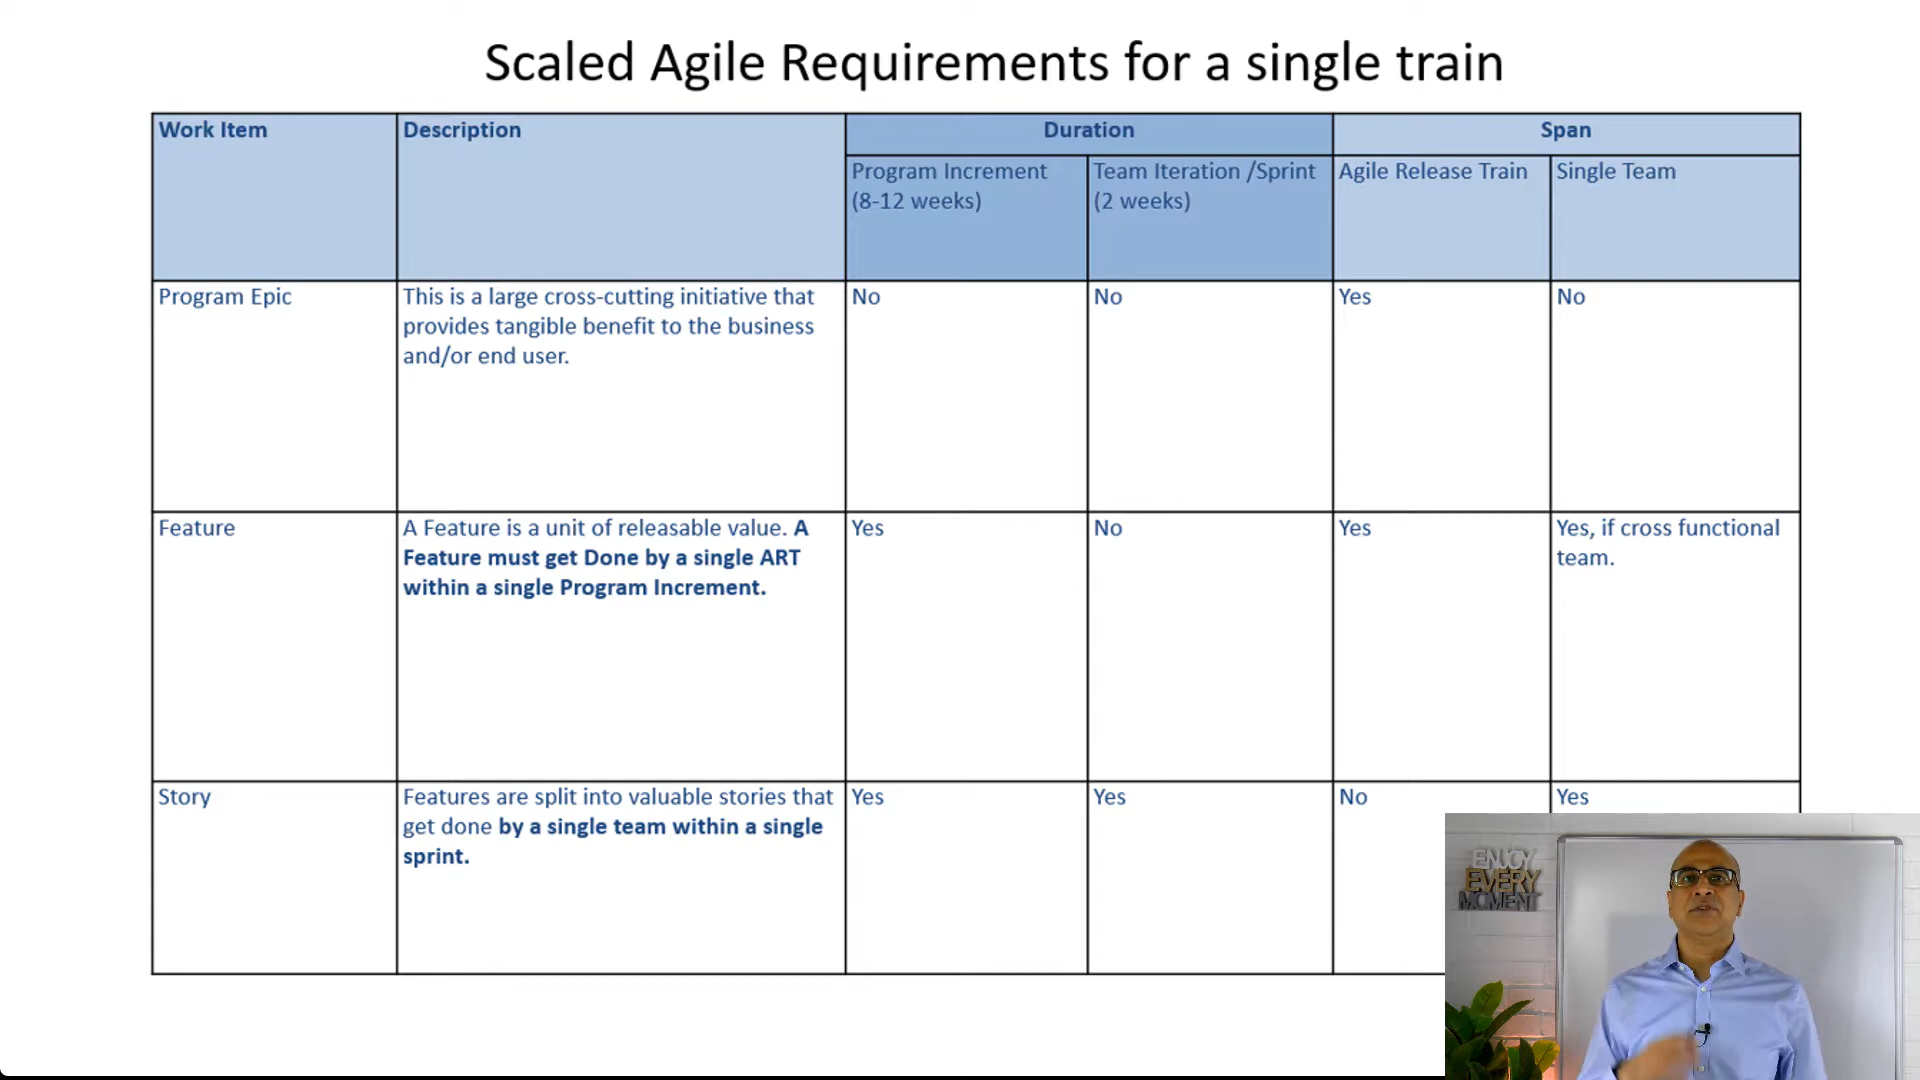 Scaled Agile Requirements for a single train
Work Item
Description
Duration
Span
Program Increment
(8-12 weeks)
Team Iteration /Sprint
(2 weeks)
Agile Release Train
Single Team
Program Epic
This is a large cross-cutting initiative that
provides tangible benefit to the business
and/or end user.
No
No
Yes
No
Feature
A Feature is a unit of releasable value. A
Feature must get Done by a single ART
within a single Program Increment.
Yes
No
Yes
Yes, if cross functional
team.
Story
Features are split into valuable stories that
get done by a single team within a single
sprint.
Yes
Yes
No
Yes
ENJOY
EVERY
MOMENT